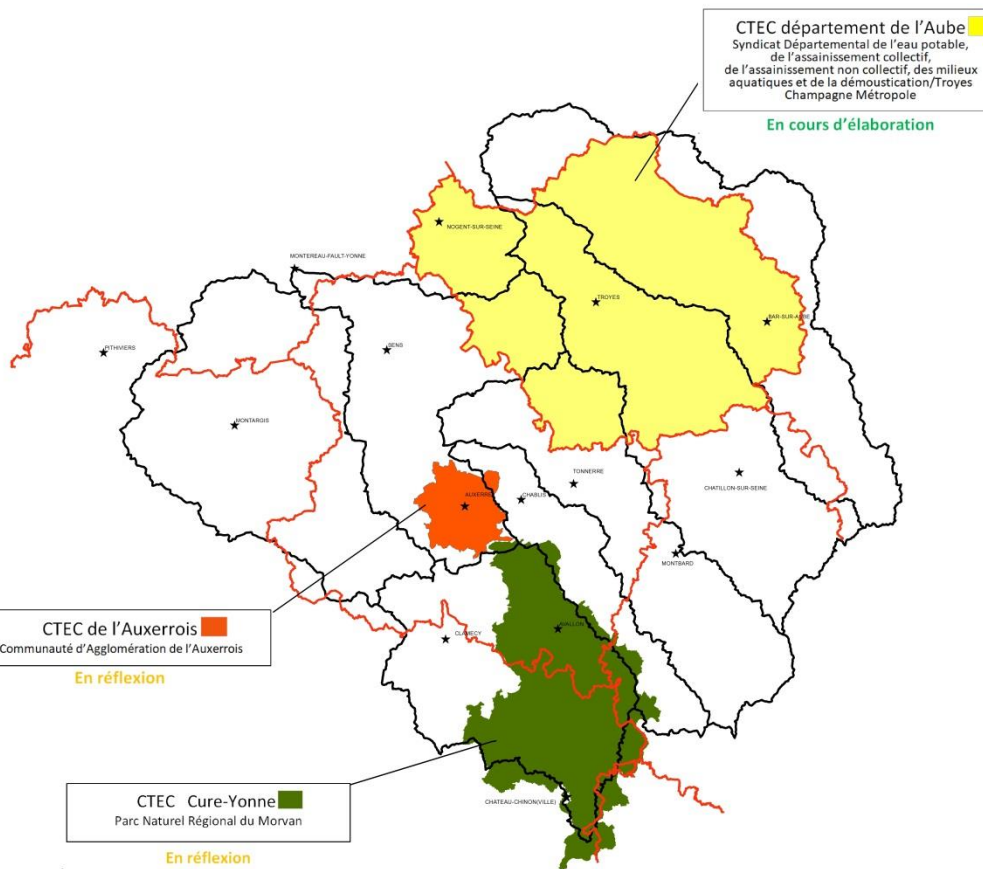 CTEC département de l'Aube
Syndicat Départemental de l'eau potable,
de l'assainissement collectif,
de l'assainissement non collectif, des milieux
aquatiques et de la démoustication/Troyes
Champagne Métropole
En cours d'élaboration
NOGENT-SUR-SEINE
MONTEREAU-FAULT-YONNE
TROYES
BAR-SUR-AUBE
PITHIVIERS
SENS
MONTARGIS
TONNERRE
CHATILLON-SUR-SEINE
AUXERRE
CHABLIS
MONTBARD
CTEC de l'Auxerrois
Communauté d'Agglomération de l'Auxerrois
En réflexion
AVALLON
CLAMECY
CTEC Cure-Yonne
Parc Naturel Régional du Morvan
En réflexion
CHATEAU-CHINON(VILLE)